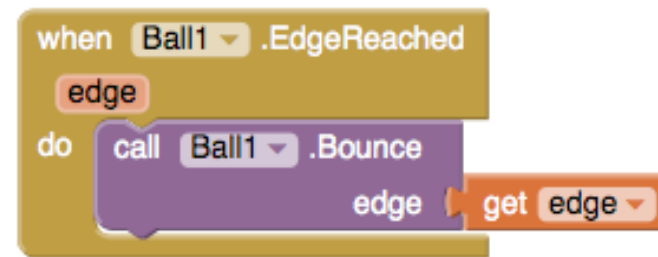 when Ball1 .EdgeReached
edge
do call Ball1 .Bounce
edge get edge